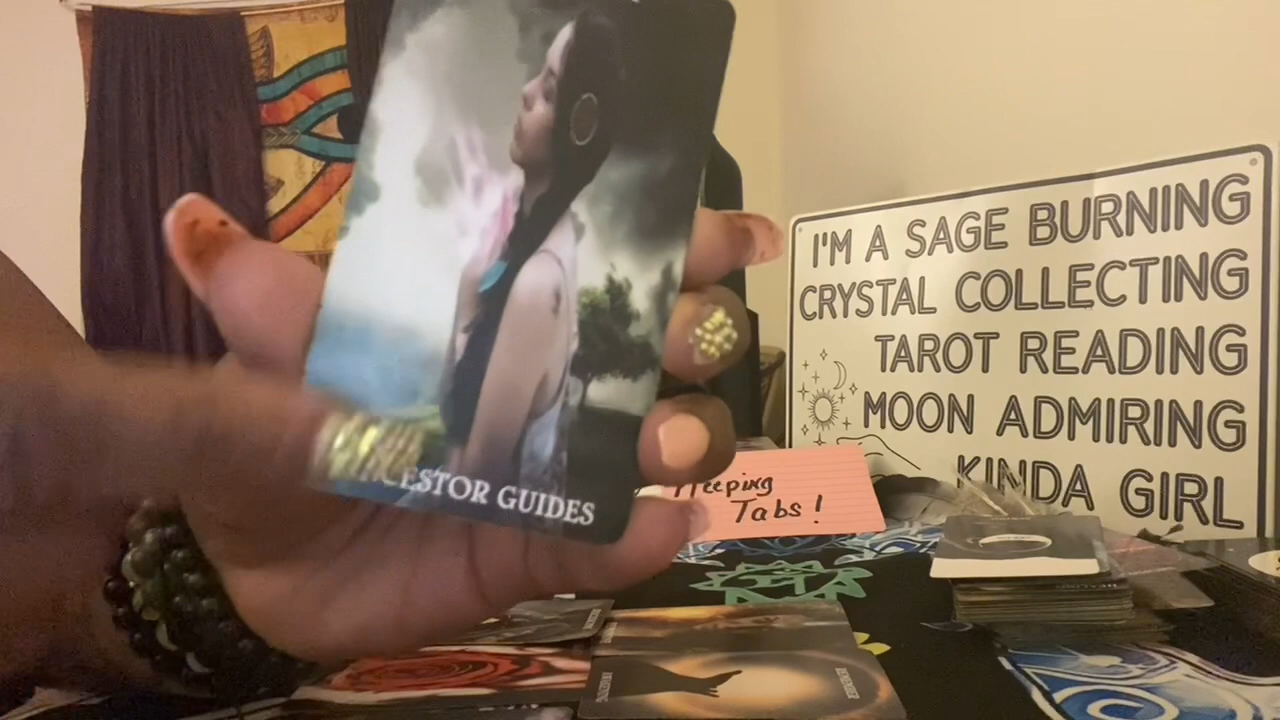 ANCESTOR GUIDES
I'M A SAGE BURNING
CRYSTAL COLLECTING
TAROT READING
MOON ADMIRING
KINDA GIRL
Keeping
Tabs!